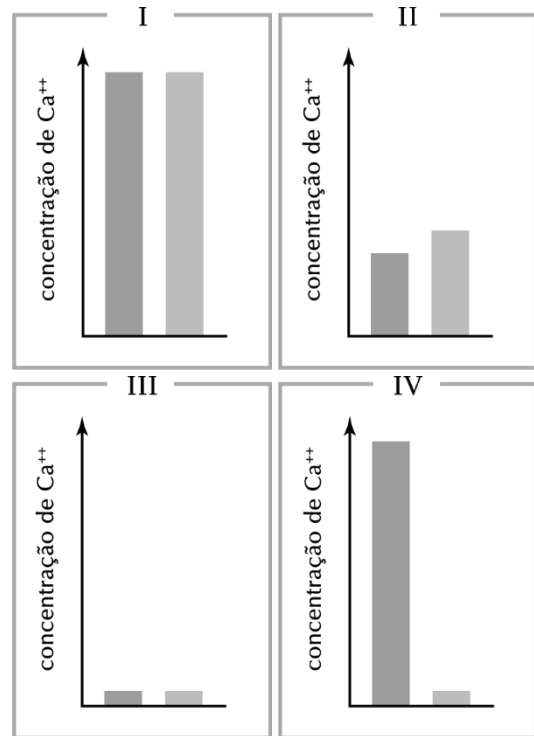 I
concentração de Ca⁺⁺
II
concentração de Ca⁺⁺
III
concentração de Ca⁺⁺
IV
concentração de Ca⁺⁺